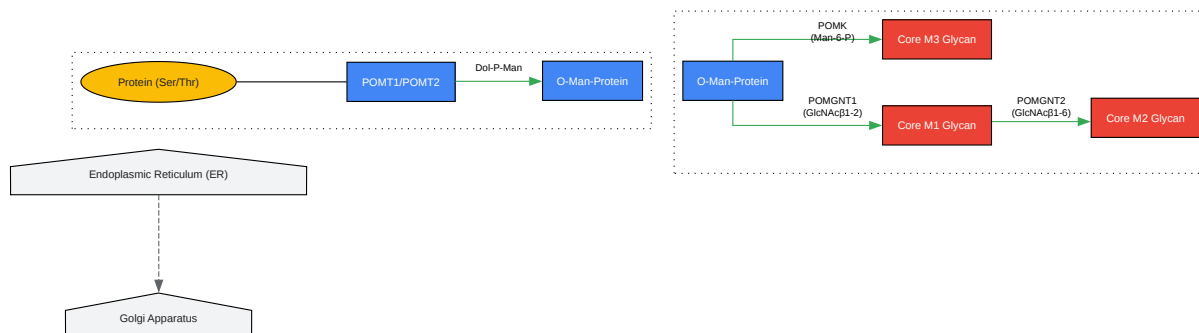 Protein (Ser/Thr)
POMT1/POMT2
Dol-P-Man
O-Man-Protein
O-Man-Protein
POMK
(Man-6-P)
Core M3 Glycan
POMGNT1
(GlcNAcβ1-2)
Core M1 Glycan
POMGNT2
(GlcNAcβ1-6)
Core M2 Glycan
Endoplasmic Reticulum (ER)
Golgi Apparatus